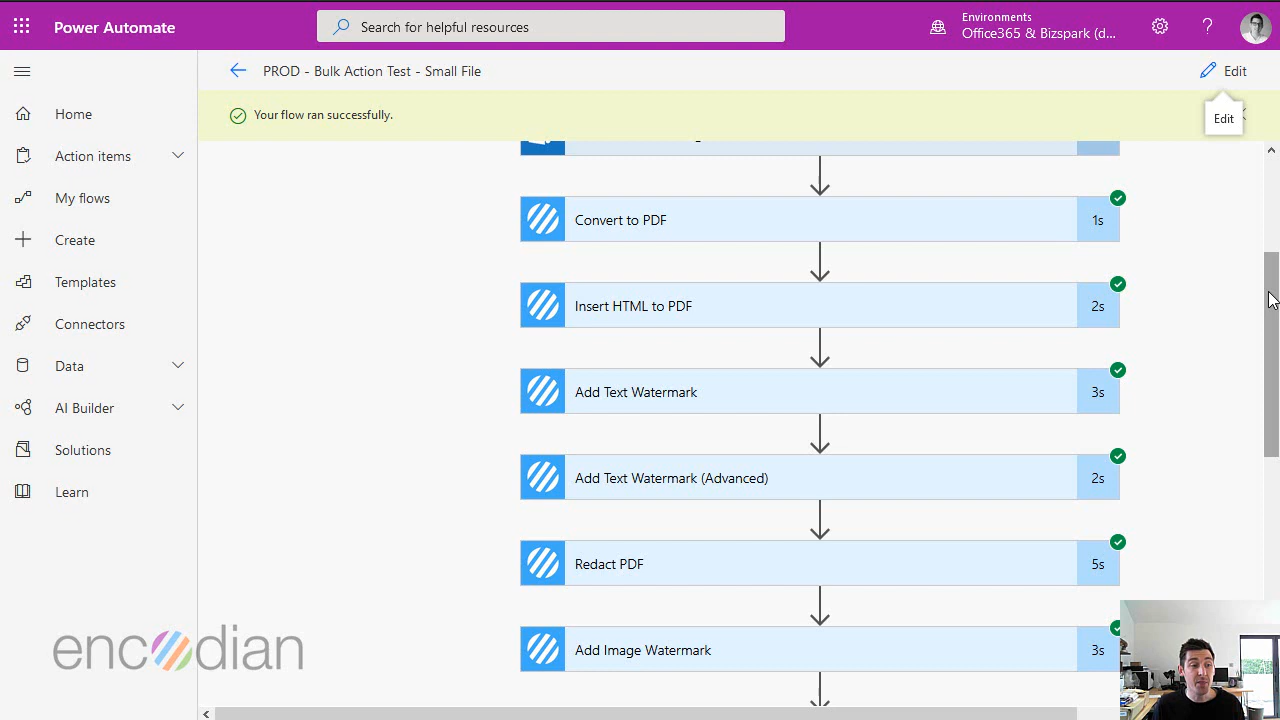 Power Automate
Search for helpful resources
Environments
Office365 & Bizspark (d...
?
PROD - Bulk Action Test - Small File
Edit
Your flow ran successfully.
Edit
Home
Action items
My flows
Create
Templates
Connectors
Data
AI Builder
Solutions
Learn
Convert to PDF
1s
Insert HTML to PDF
2s
Add Text Watermark
3s
Add Text Watermark (Advanced)
2s
Redact PDF
5s
Add Image Watermark
3s
encodian